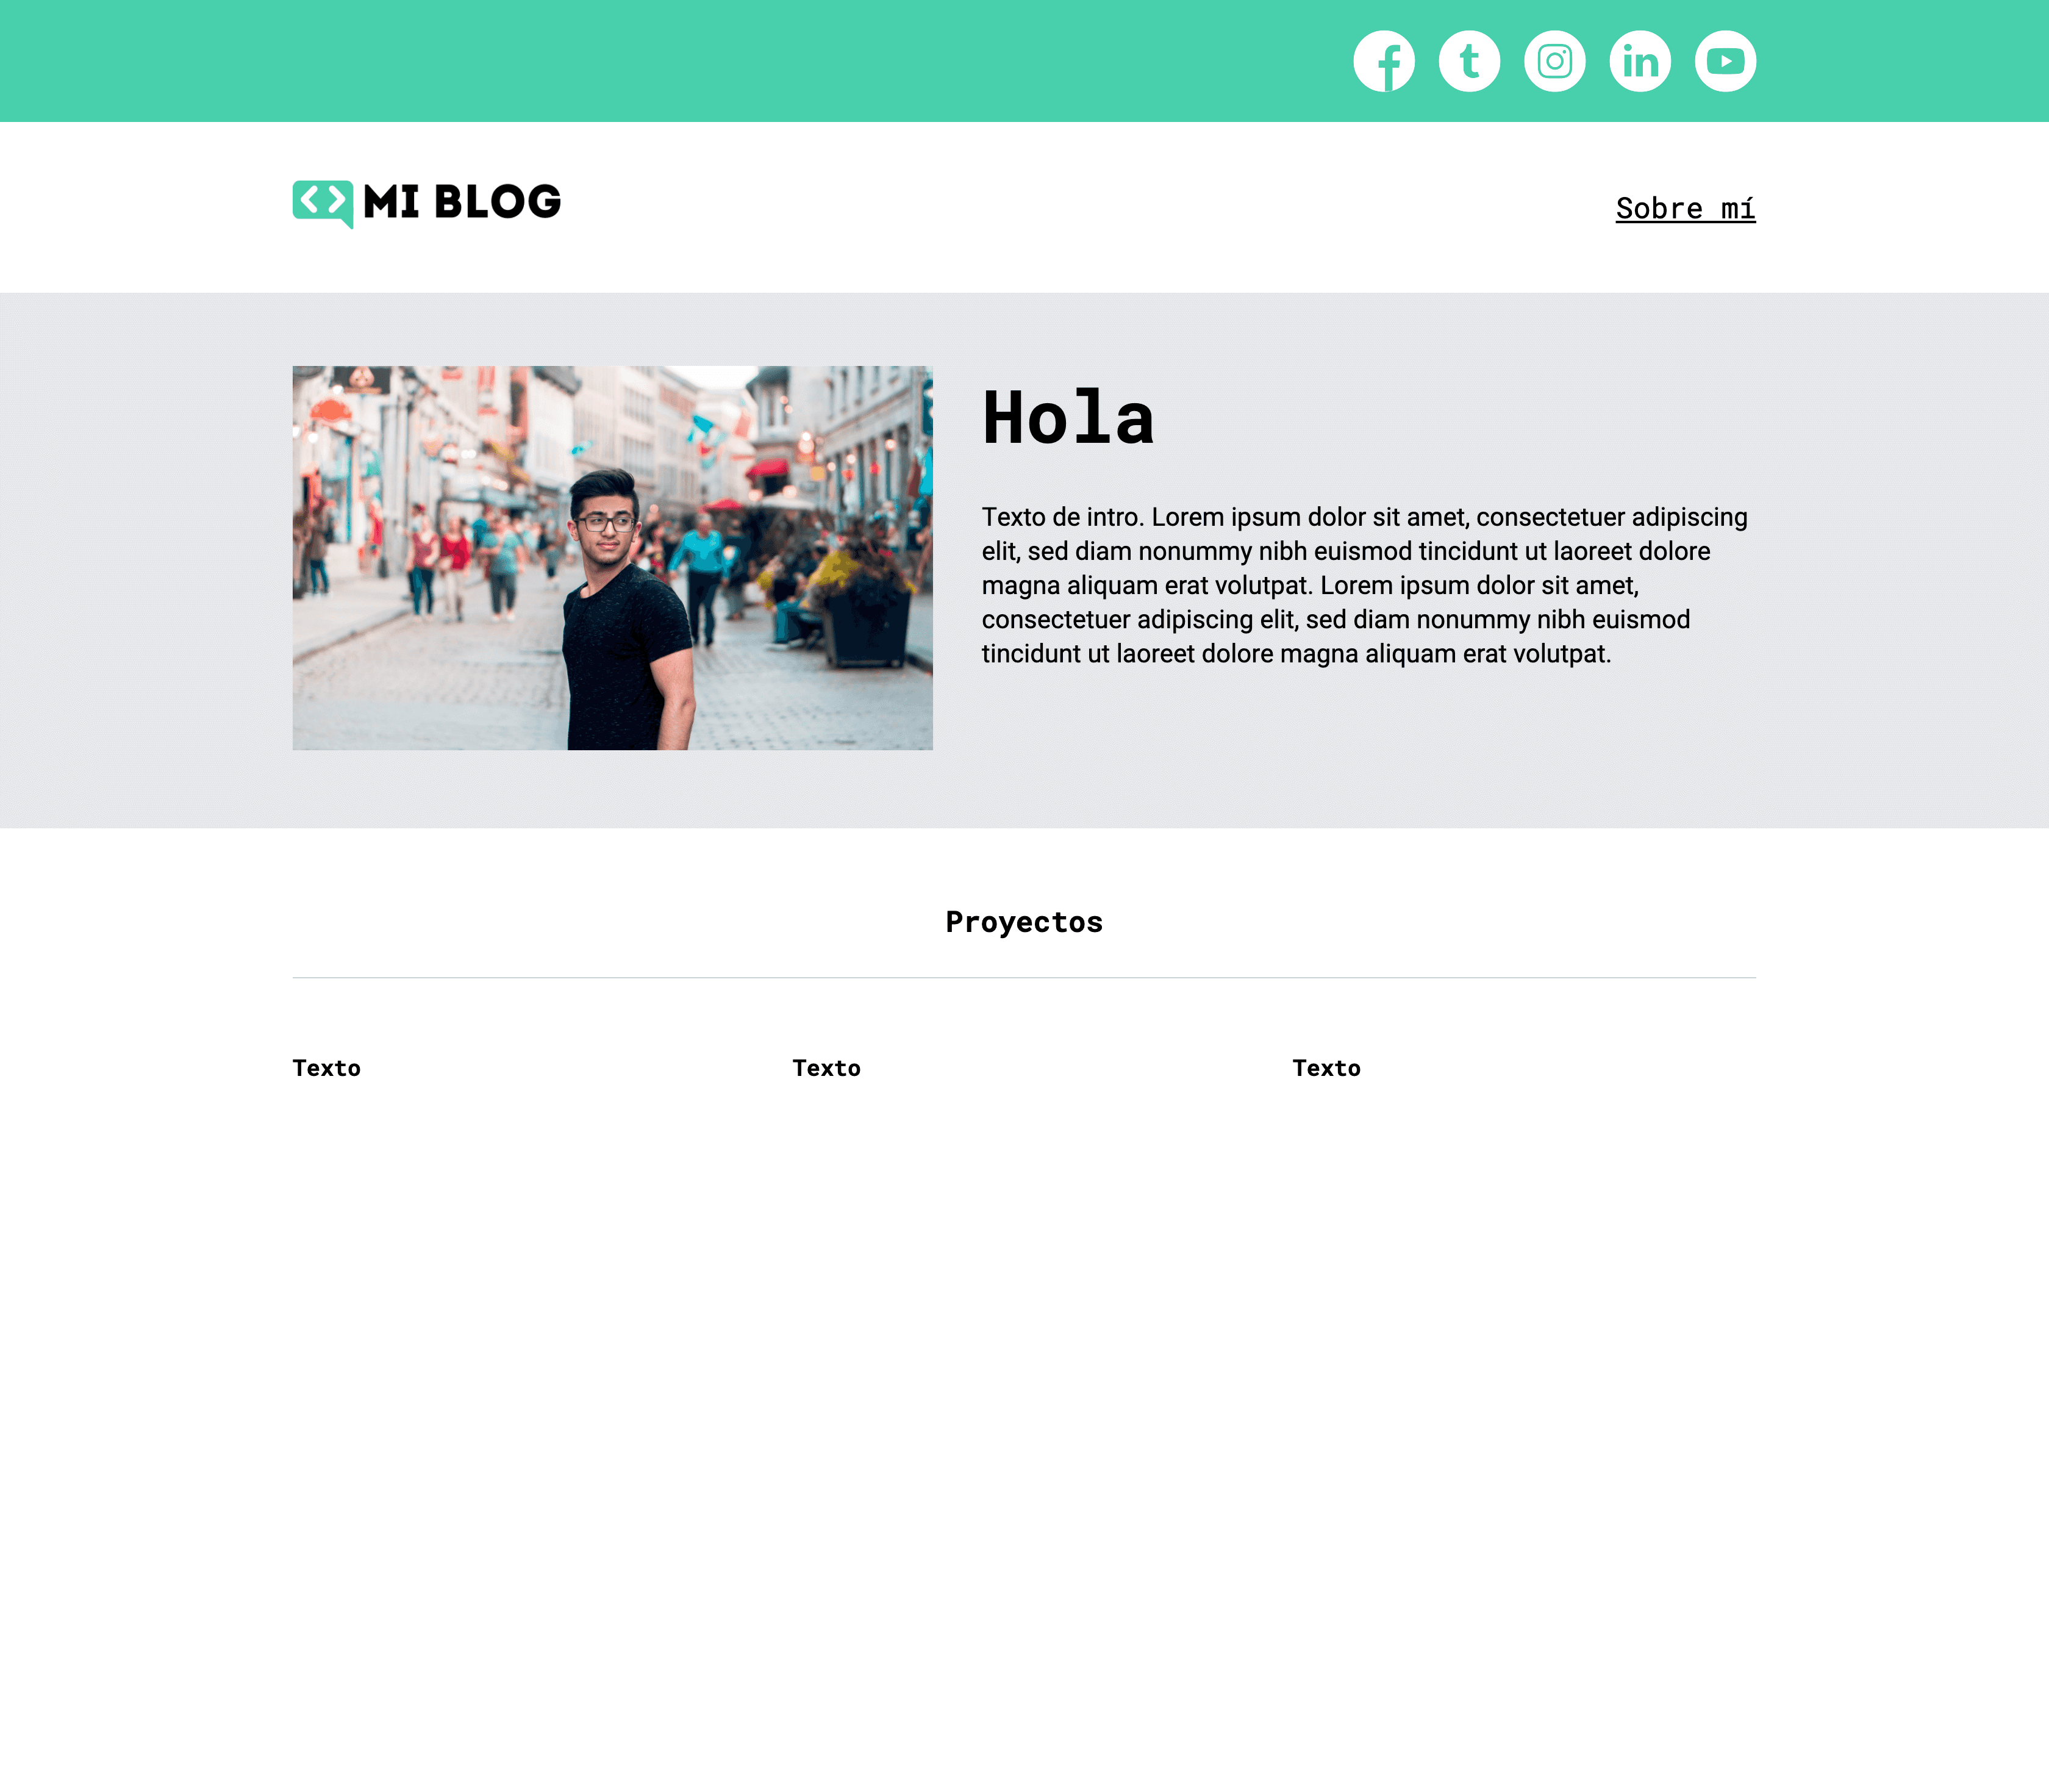 MI BLOG
Sobre mí
Hola
Texto de intro. Lorem ipsum dolor sit amet, consectetuer adipiscing
elit, sed diam nonummy nibh euismod tincidunt ut laoreet dolore
magna aliquam erat volutpat. Lorem ipsum dolor sit amet,
consectetuer adipiscing elit, sed diam nonummy nibh euismod
tincidunt ut laoreet dolore magna aliquam erat volutpat.
Proyectos
Texto
Texto
Texto